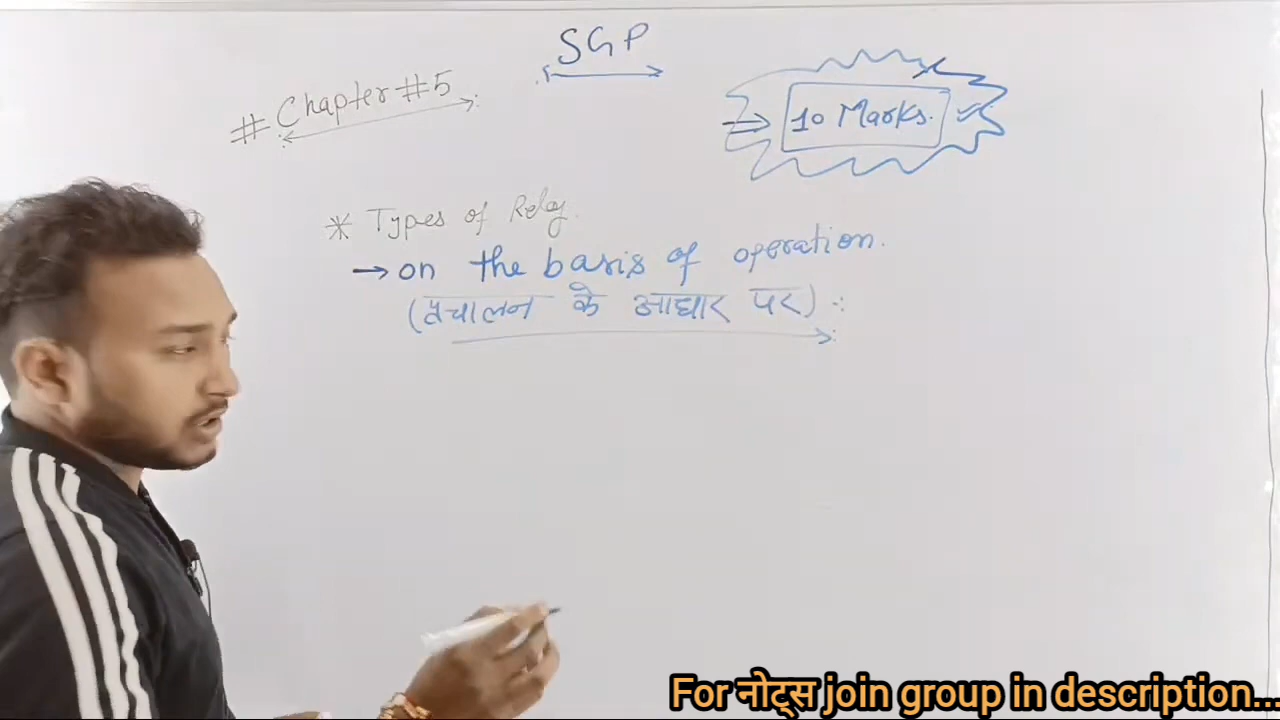 SGP
# Chapter #5
10 Marks.
* Types of Relay.
→ on the basis of operation.
(संचालन के आधार पर) :
For नोट्स join group in description...